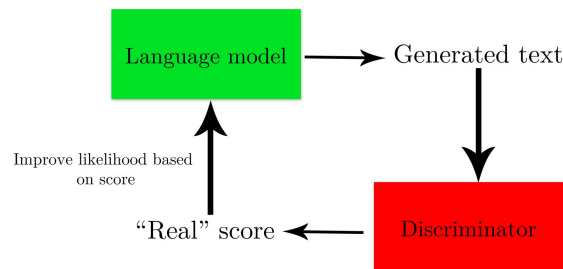 Language model
Generated text
Improve likelihood based
on score
“Real” score
Discriminator